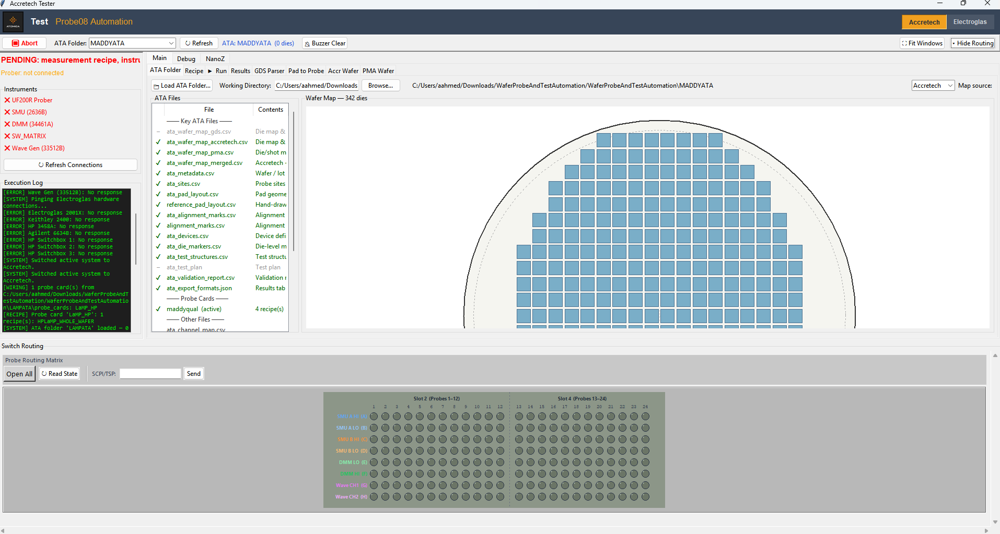 Accretech Tester
ATOMICA
Test Probe08 Automation
Accretech Electroglas
Abort ATA Folder: MADDYATA Refresh ATA: MADDYATA (0 dies) Buzzer Clear Fit Windows Hide Routing
PENDING: measurement recipe, instru
Prober: not connected
Instruments
UF200R Prober
SMU (2636B)
DMM (34461A)
SW_MATRIX
Wave Gen (33512B)
Refresh Connections
Execution Log
[ERROR] Wave Gen (33512B): No response
[SYSTEM] Pinging Electroglas hardware
connections...
[ERROR] Electroglas 2001X: No response
[ERROR] Keithley 2400: No response
[ERROR] HP 3458A: No response
[ERROR] Agilent 6634B: No response
[ERROR] HP Switchbox 1: No response
[ERROR] HP Switchbox 2: No response
[ERROR] HP Switchbox 3: No response
[SYSTEM] Switched active system to
Accretech.
[SYSTEM] Switched active system to
Accretech.
[WIRING] 1 probe card(s) from
C:/Users/aahmed/Downloads/WaferProbeAndT
estAutomation/WaferProbeAndTestAutomatio
n\LAMPATA\probe_cards: LaMP_HP
[RECIPE] Probe card 'LaMP_HP': 1
recipe(s): HPLaMP_WHOLE_WAFER
[SYSTEM] ATA folder 'LAMPATA' loaded — 0
Main Debug NanoZ
ATA Folder Recipe Run Results GDS Parser Pad to Probe Accr Wafer PMA Wafer
Load ATA Folder... Working Directory: C:/Users/aahmed/Downloads Browse... C:/Users/aahmed/Downloads/WaferProbeAndTestAutomation/WaferProbeAndTestAutomation\MADDYATA Accretech Map source:
ATA Files
File Contents
Key ATA Files
– ata_wafer_map_gds.csv Die map &
✓ ata_wafer_map_accretech.csv Die map &
✓ ata_wafer_map_pma.csv Die/shot m
✓ ata_wafer_map_merged.csv Accretech -
✓ ata_metadata.csv Wafer / lot
✓ ata_sites.csv Probe sites
✓ ata_pad_layout.csv Pad geome
✓ reference_pad_layout.csv Hand-draw
✓ ata_alignment_marks.csv Alignment
✓ alignment_marks.csv Alignment
✓ ata_devices.csv Device defi
✓ ata_die_markers.csv Die-level m
✓ ata_test_structures.csv Test structu
– ata_test_plan Test plan
✓ ata_validation_report.csv Validation r
✓ ata_export_formats.json Results tab
Probe Cards
✓ maddyqual (active) 4 recipe(s)
Other Files
ata_channel_map.csv
Wafer Map — 342 dies
Switch Routing
Probe Routing Matrix
Open All Read State SCPI/TSP: Send
Slot 2 (Probes 1–12) Slot 4 (Probes 13–24)
1 2 3 4 5 6 7 8 9 10 11 12 13 14 15 16 17 18 19 20 21 22 23 24
SMU A HI (A)
SMU A LO (B)
SMU B HI (C)
SMU B LO (D)
DMM LO (E)
DMM HI (F)
Wave CH1 (G)
Wave CH2 (H)